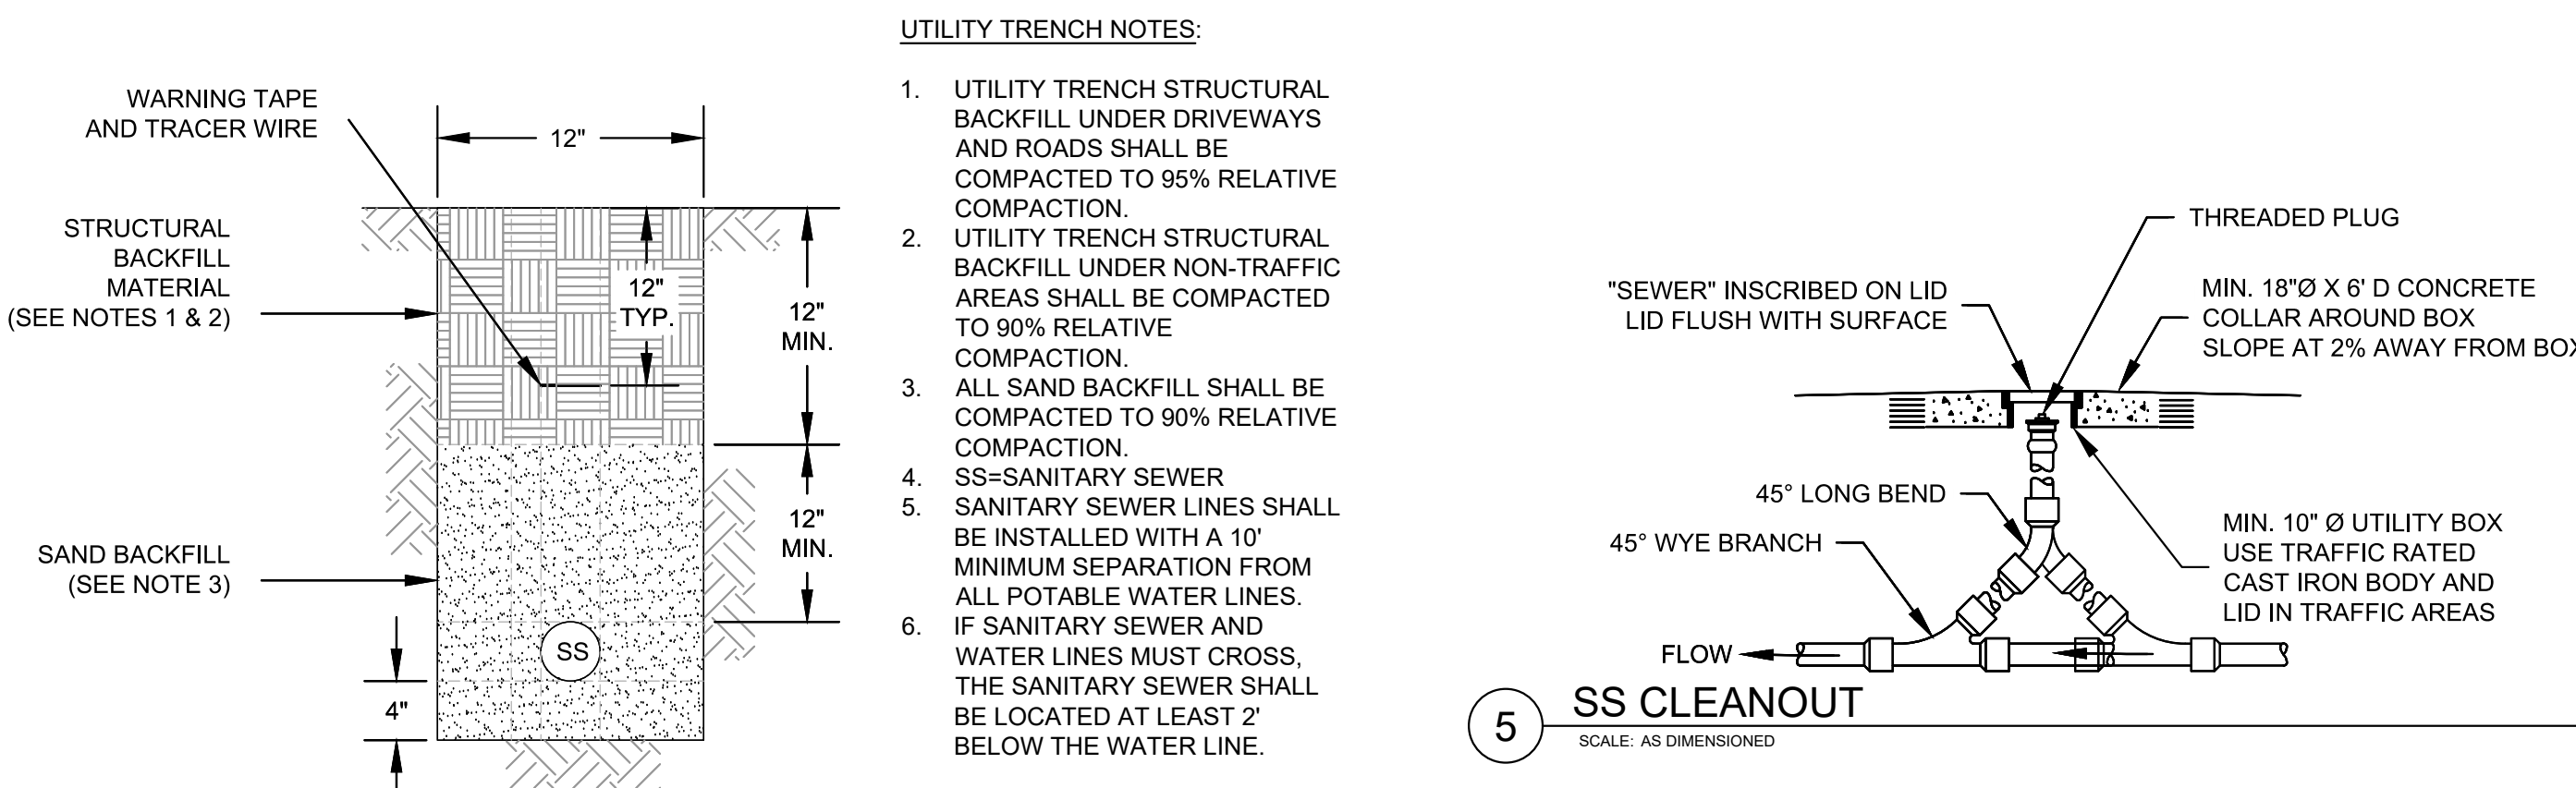 WARNING TAPE
AND TRACER WIRE
STRUCTURAL
BACKFILL
MATERIAL
(SEE NOTES 1 & 2)
SAND BACKFILL
(SEE NOTE 3)
12"
12"
TYP.
12"
MIN.
12"
MIN.
SS
4"
UTILITY TRENCH NOTES:
1. UTILITY TRENCH STRUCTURAL
BACKFILL UNDER DRIVEWAYS
AND ROADS SHALL BE
COMPACTED TO 95% RELATIVE
COMPACTION.
2. UTILITY TRENCH STRUCTURAL
BACKFILL UNDER NON-TRAFFIC
AREAS SHALL BE COMPACTED
TO 90% RELATIVE
COMPACTION.
3. ALL SAND BACKFILL SHALL BE
COMPACTED TO 90% RELATIVE
COMPACTION.
4. SS=SANITARY SEWER
5. SANITARY SEWER LINES SHALL
BE INSTALLED WITH A 10'
MINIMUM SEPARATION FROM
ALL POTABLE WATER LINES.
6. IF SANITARY SEWER AND
WATER LINES MUST CROSS,
THE SANITARY SEWER SHALL
BE LOCATED AT LEAST 2'
BELOW THE WATER LINE.
THREADED PLUG
"SEWER" INSCRIBED ON LID
LID FLUSH WITH SURFACE
MIN. 18"Ø X 6' D CONCRETE
COLLAR AROUND BOX
SLOPE AT 2% AWAY FROM BOX
45° LONG BEND
45° WYE BRANCH
MIN. 10" Ø UTILITY BOX
USE TRAFFIC RATED
CAST IRON BODY AND
LID IN TRAFFIC AREAS
FLOW
5 SS CLEANOUT
SCALE: AS DIMENSIONED